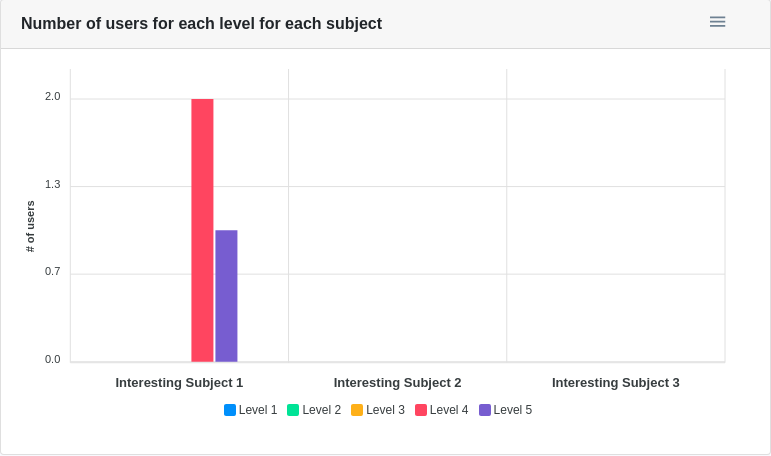 Number of users for each level for each subject
2.0
1.3
0.7
0.0
# of users
Interesting Subject 1 Interesting Subject 2 Interesting Subject 3
Level 1 Level 2 Level 3 Level 4 Level 5